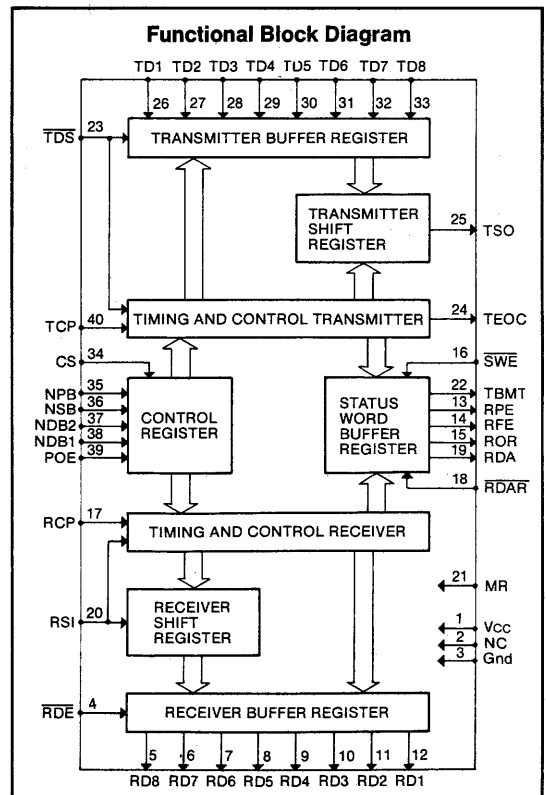 Functional Block Diagram
TD1 TD2 TD3 TD4 TD5 TD6 TD7 TD8
26 27 28 29 30 31 32 33
TDS 23
TRANSMITTER BUFFER REGISTER
TRANSMITTER
SHIFT
REGISTER
25 TSO
TIMING AND CONTROL TRANSMITTER
24 TEOC
TCP 40
CS 34
16 SWE
NPB 35
NSB 36
NDB2 37
NDB1 38
POE 39
CONTROL
REGISTER
STATUS
WORD
BUFFER
REGISTER
22 TBMT
13 RPE
14 RFE
15 ROR
19 RDA
18 RDAR
RCP 17
TIMING AND CONTROL RECEIVER
21 MR
RSI 20
RECEIVER
SHIFT
REGISTER
1 Vcc
2 NC
3 Gnd
RDE 4
RECEIVER BUFFER REGISTER
5 6 7 8 9 10 11 12
RD8 RD7 RD6 RD5 RD4 RD3 RD2 RD1